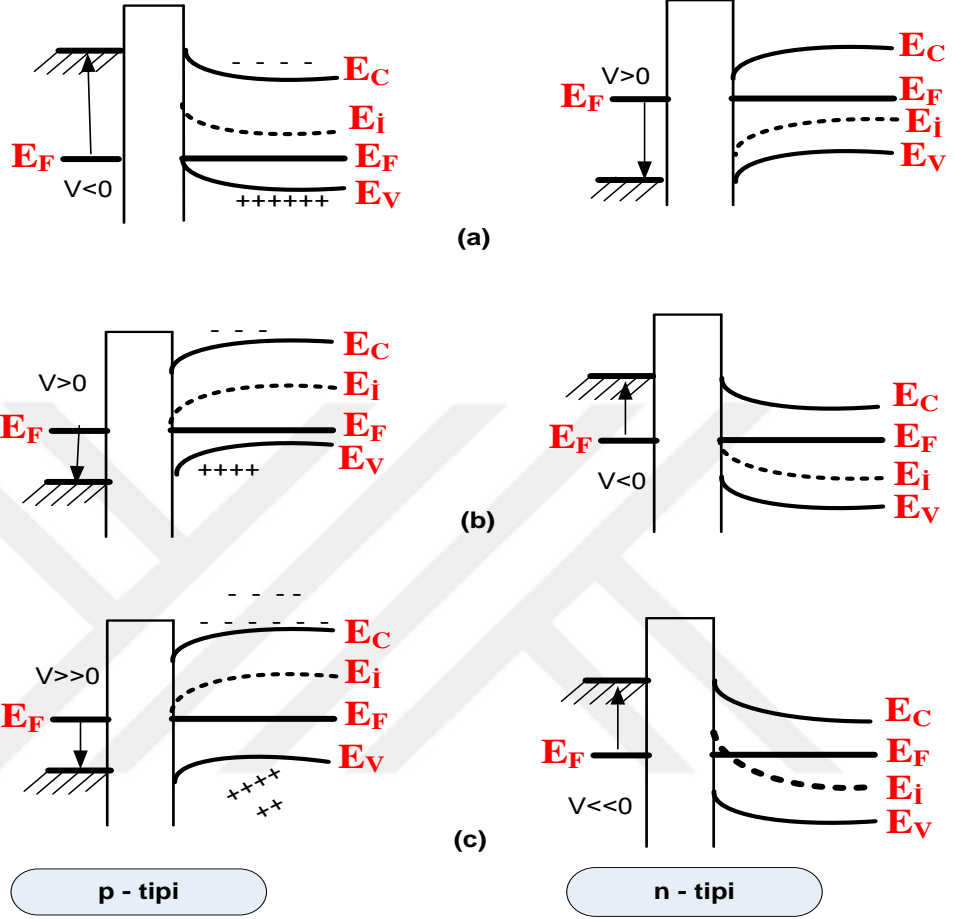 E_C
V>0
E_F
E_F
E_İ
E_F
E_İ
E_F
V<0
E_V
E_V
- - - -
++++++
(a)
- - -
E_C
V>0
E_İ
E_C
E_F
E_F
E_F
E_F
E_V
++++
V<0
E_İ
E_V
(b)
- - - -
- - - - - -
E_C
V>>0
E_İ
E_F
E_F
E_C
E_V
E_F
E_F
++++
++
V<<0
E_İ
E_V
(c)
p - tipi
n - tipi